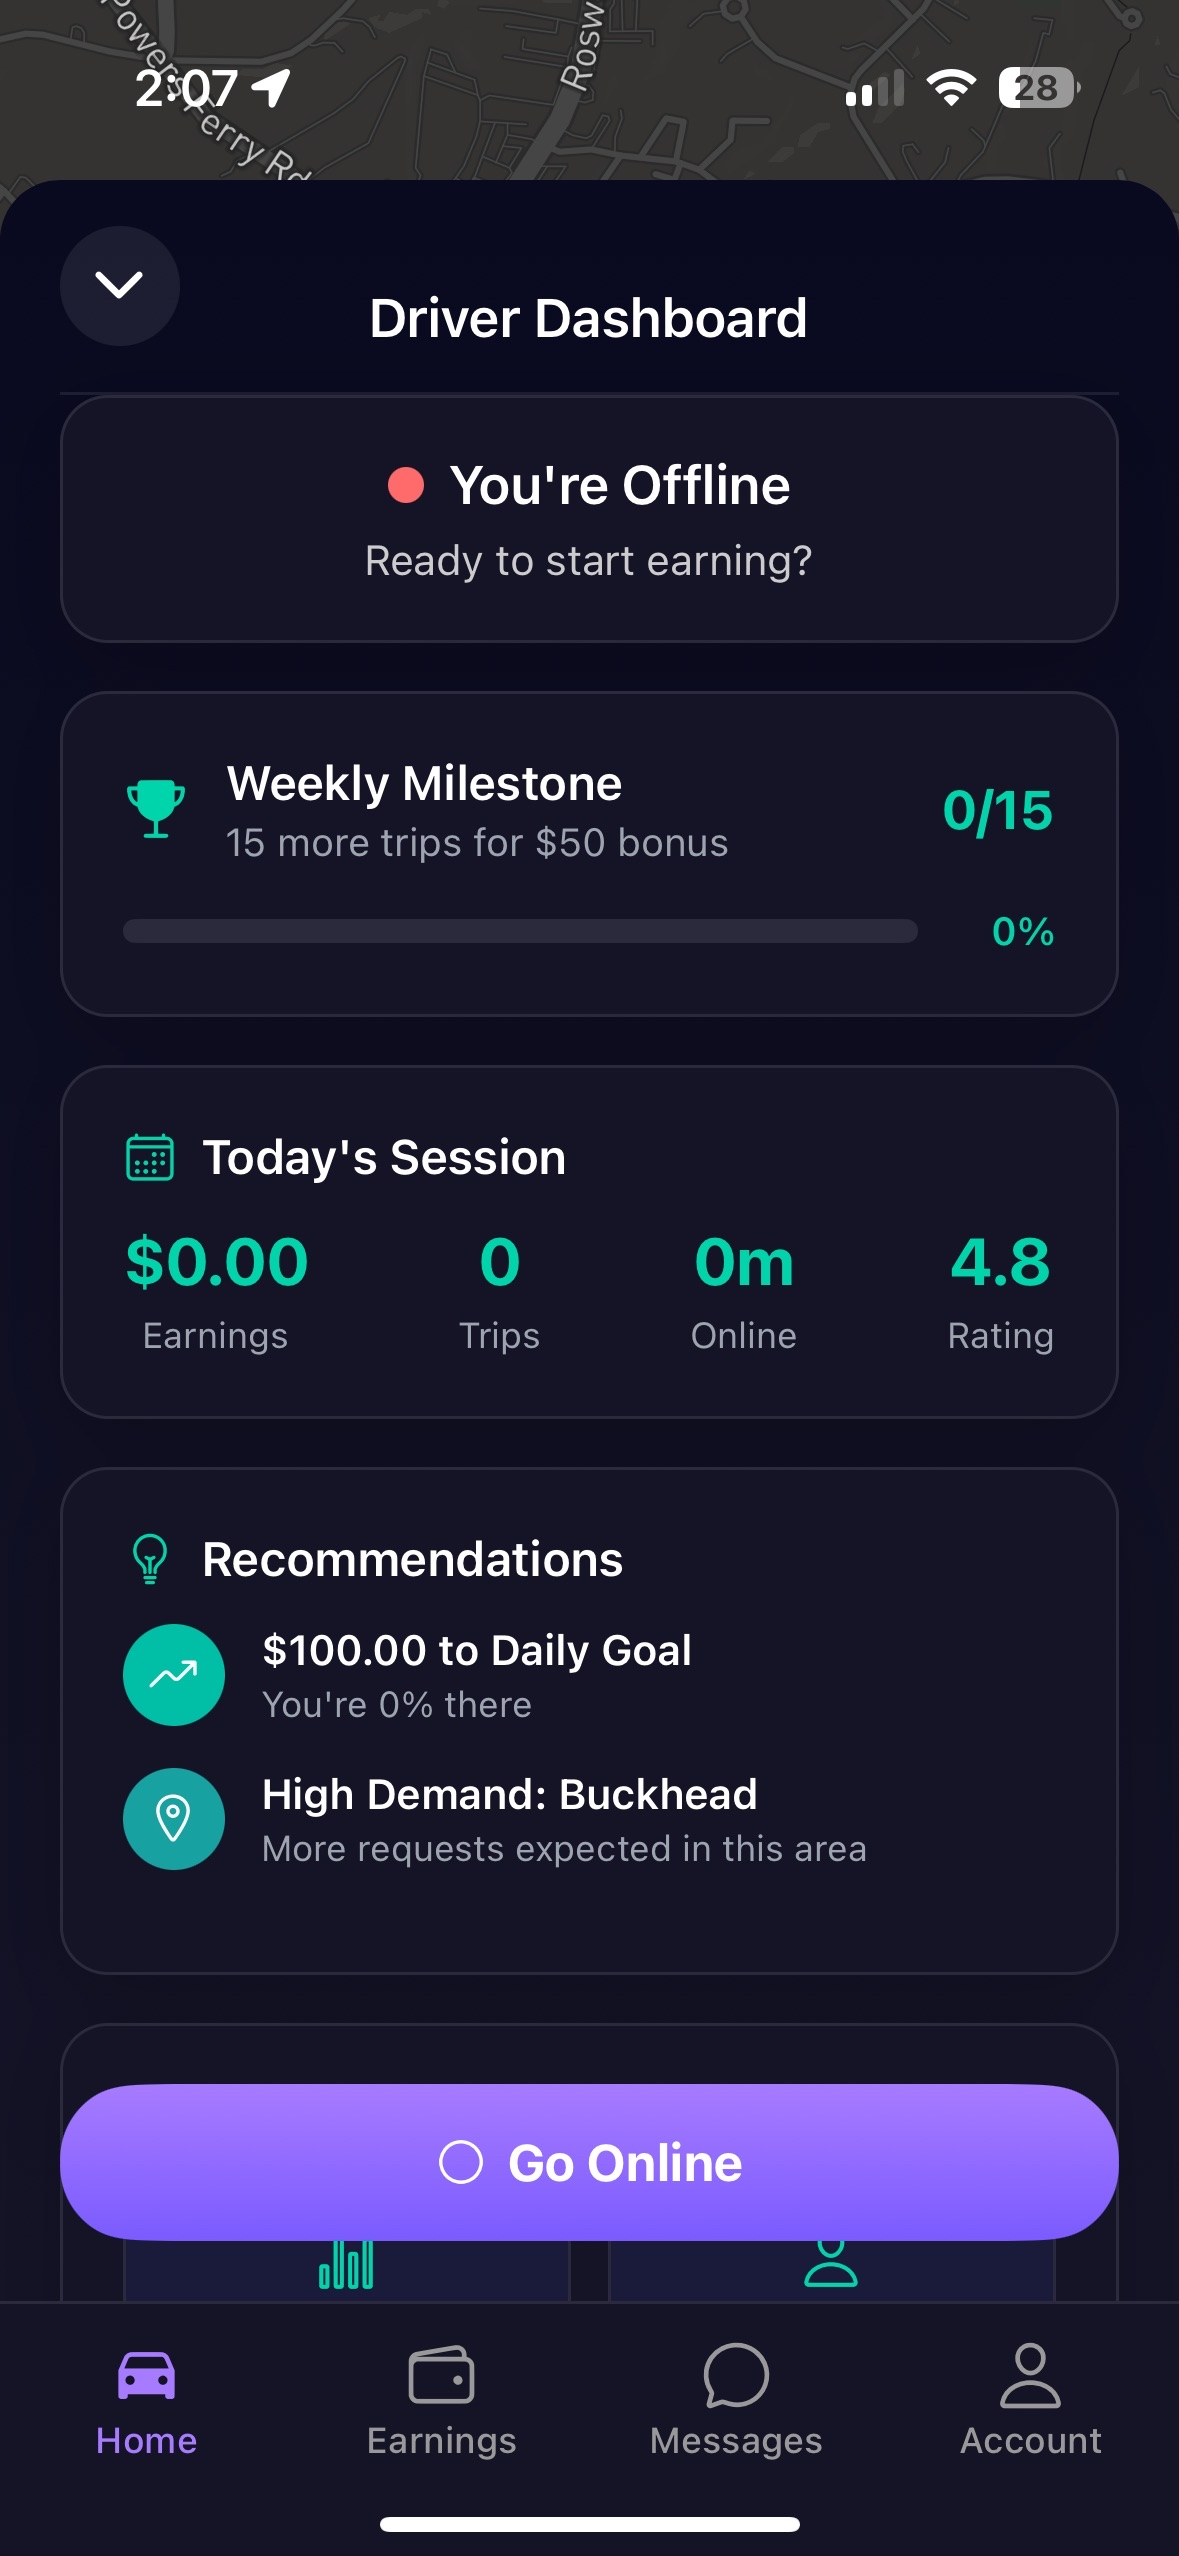 Powers Ferry Rd
Rosw
2:07
28
Driver Dashboard
You're Offline
Ready to start earning?
Weekly Milestone
15 more trips for $50 bonus
0/15
0%
Today's Session
$0.00 0 0m 4.8
Earnings Trips Online Rating
Recommendations
$100.00 to Daily Goal
You're 0% there
High Demand: Buckhead
More requests expected in this area
Go Online
Home Earnings Messages Account